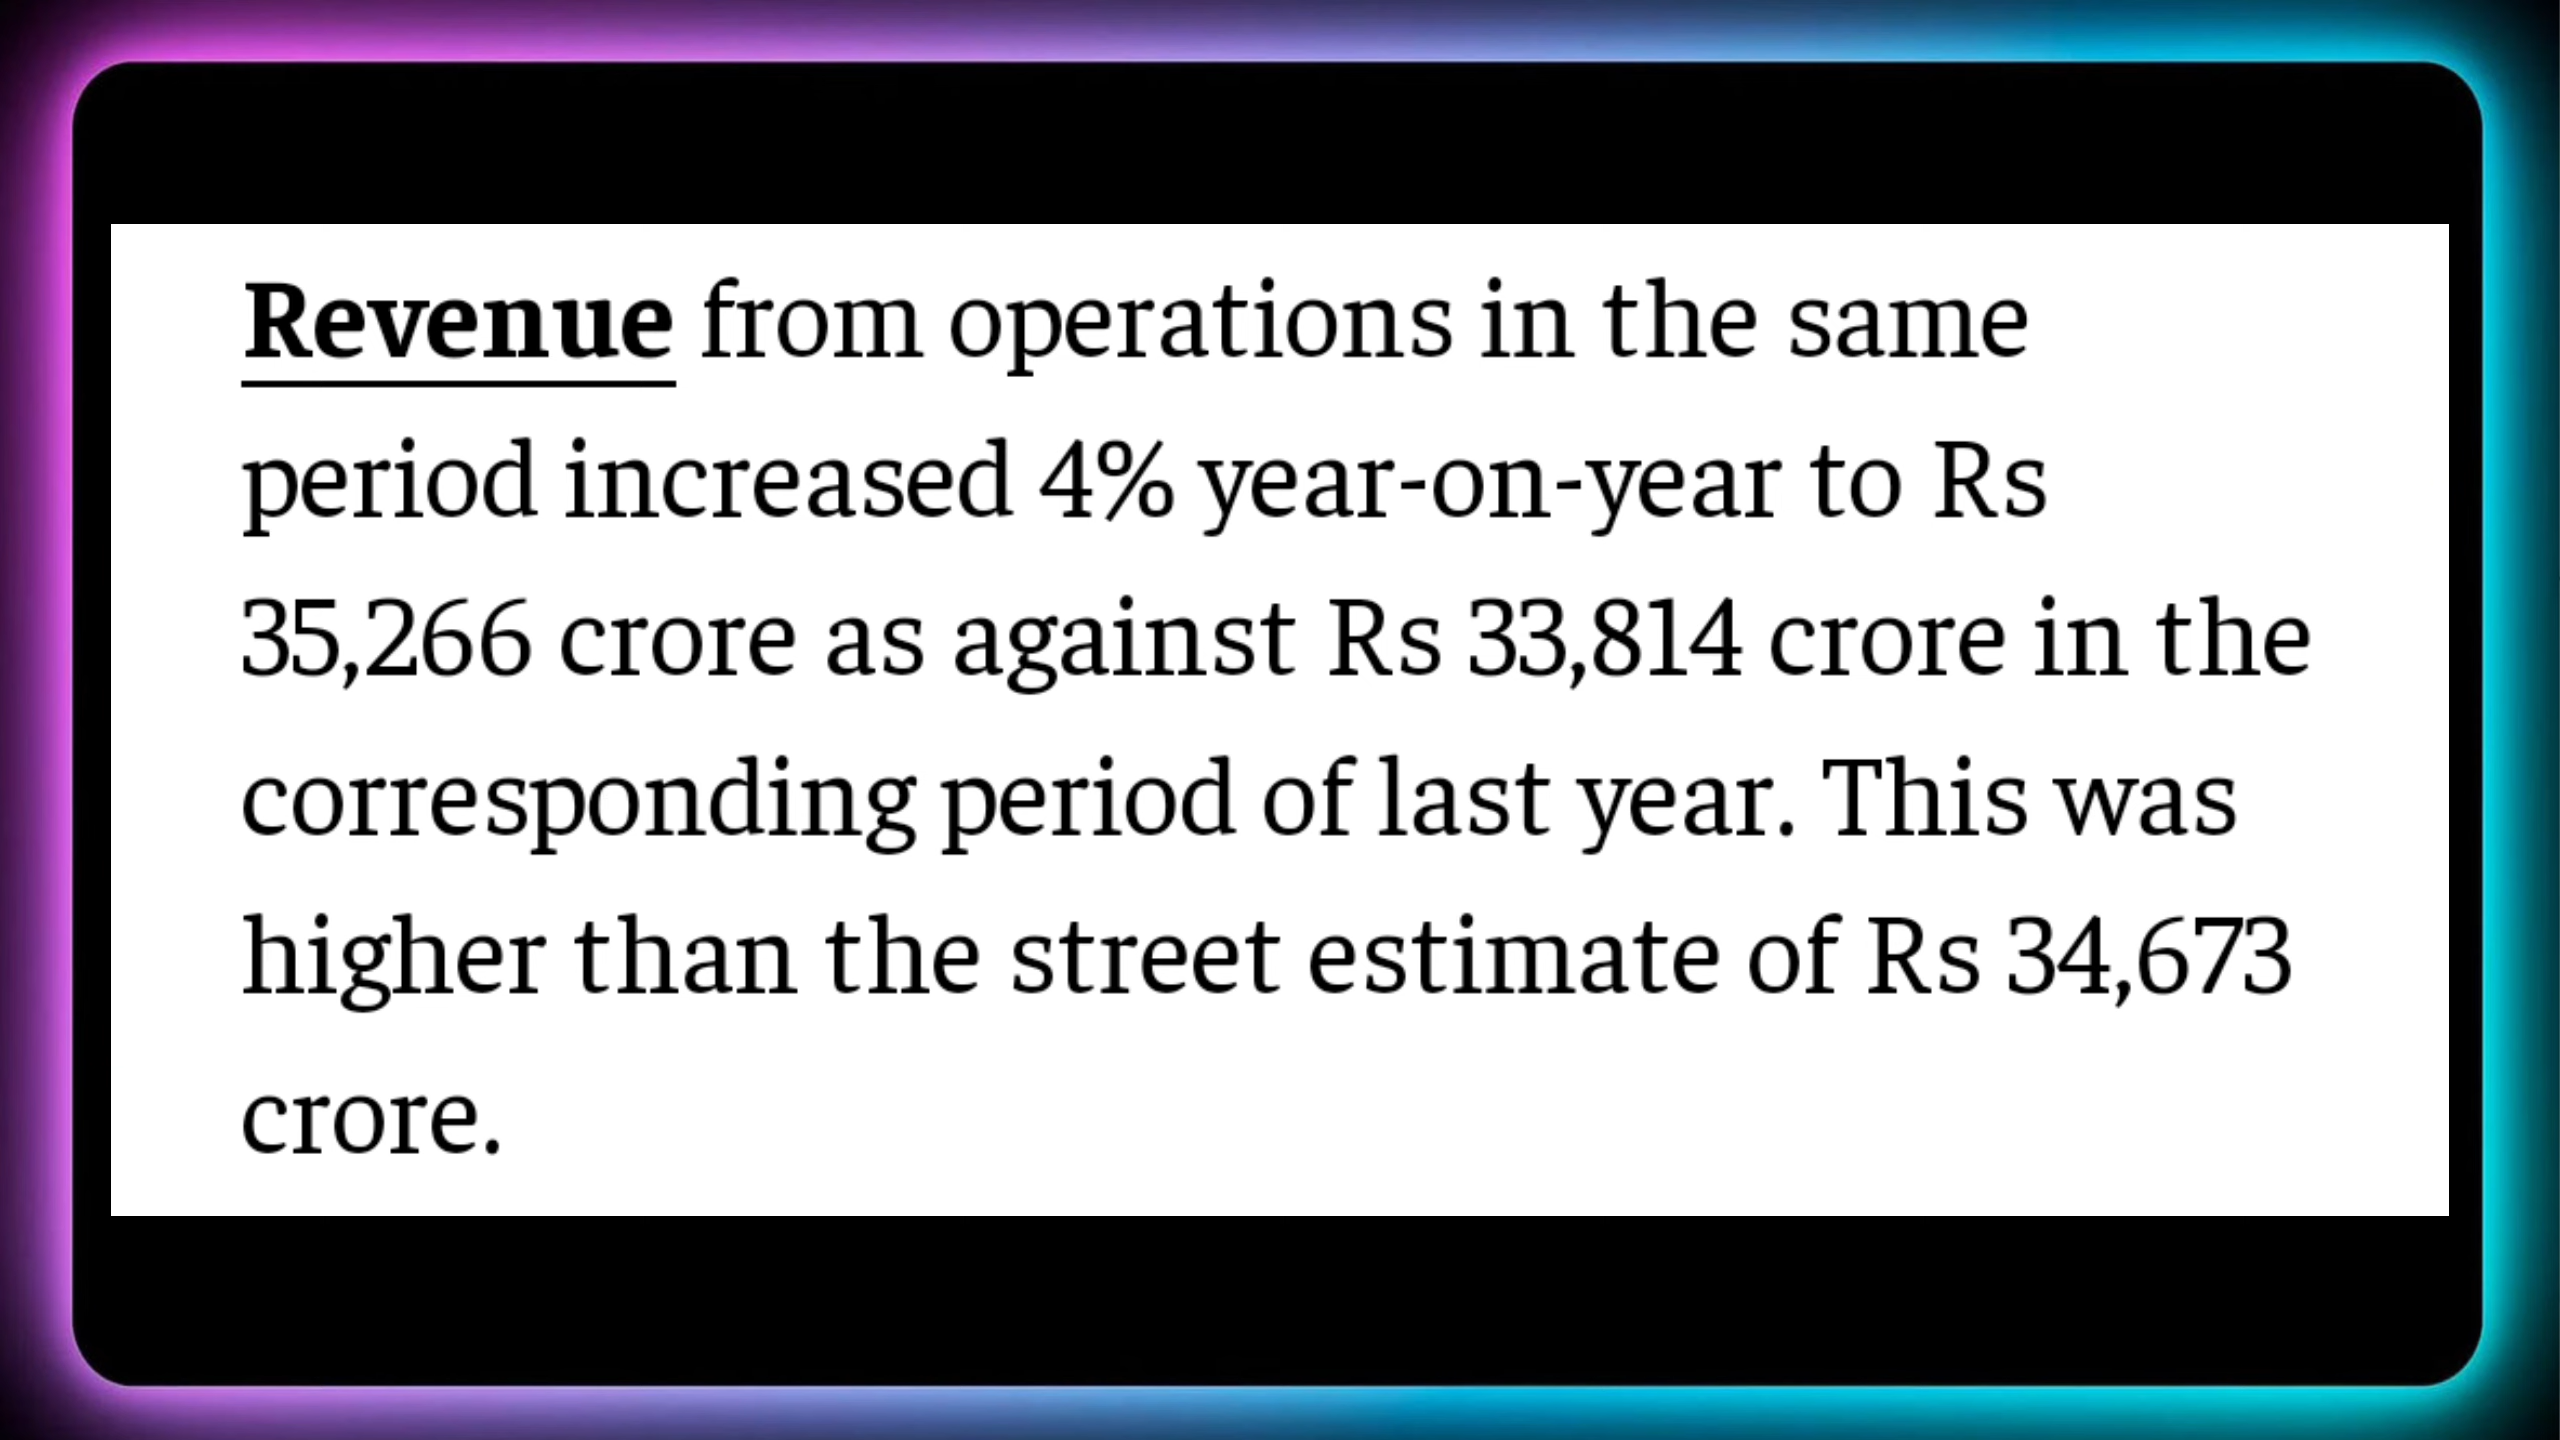 Revenue from operations in the same
period increased 4% year-on-year to Rs
35,266 crore as against Rs 33,814 crore in the
corresponding period of last year. This was
higher than the street estimate of Rs 34,673
crore.